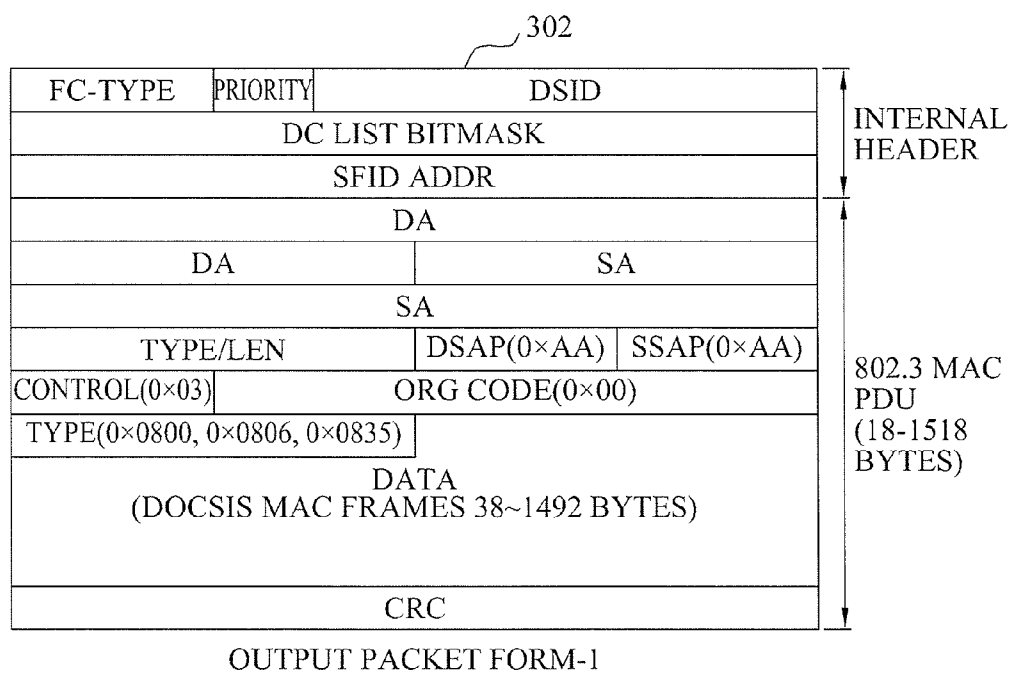 302
FC-TYPE PRIORITY DSID
DC LIST BITMASK
SFID ADDR
INTERNAL
HEADER
DA
DA SA
SA
TYPE/LEN DSAP(0×AA) SSAP(0×AA)
CONTROL(0×03) ORG CODE(0×00)
TYPE(0×0800, 0×0806, 0×0835)
DATA
(DOCSIS MAC FRAMES 38~1492 BYTES)
CRC
802.3 MAC
PDU
(18-1518
BYTES)
OUTPUT PACKET FORM-1